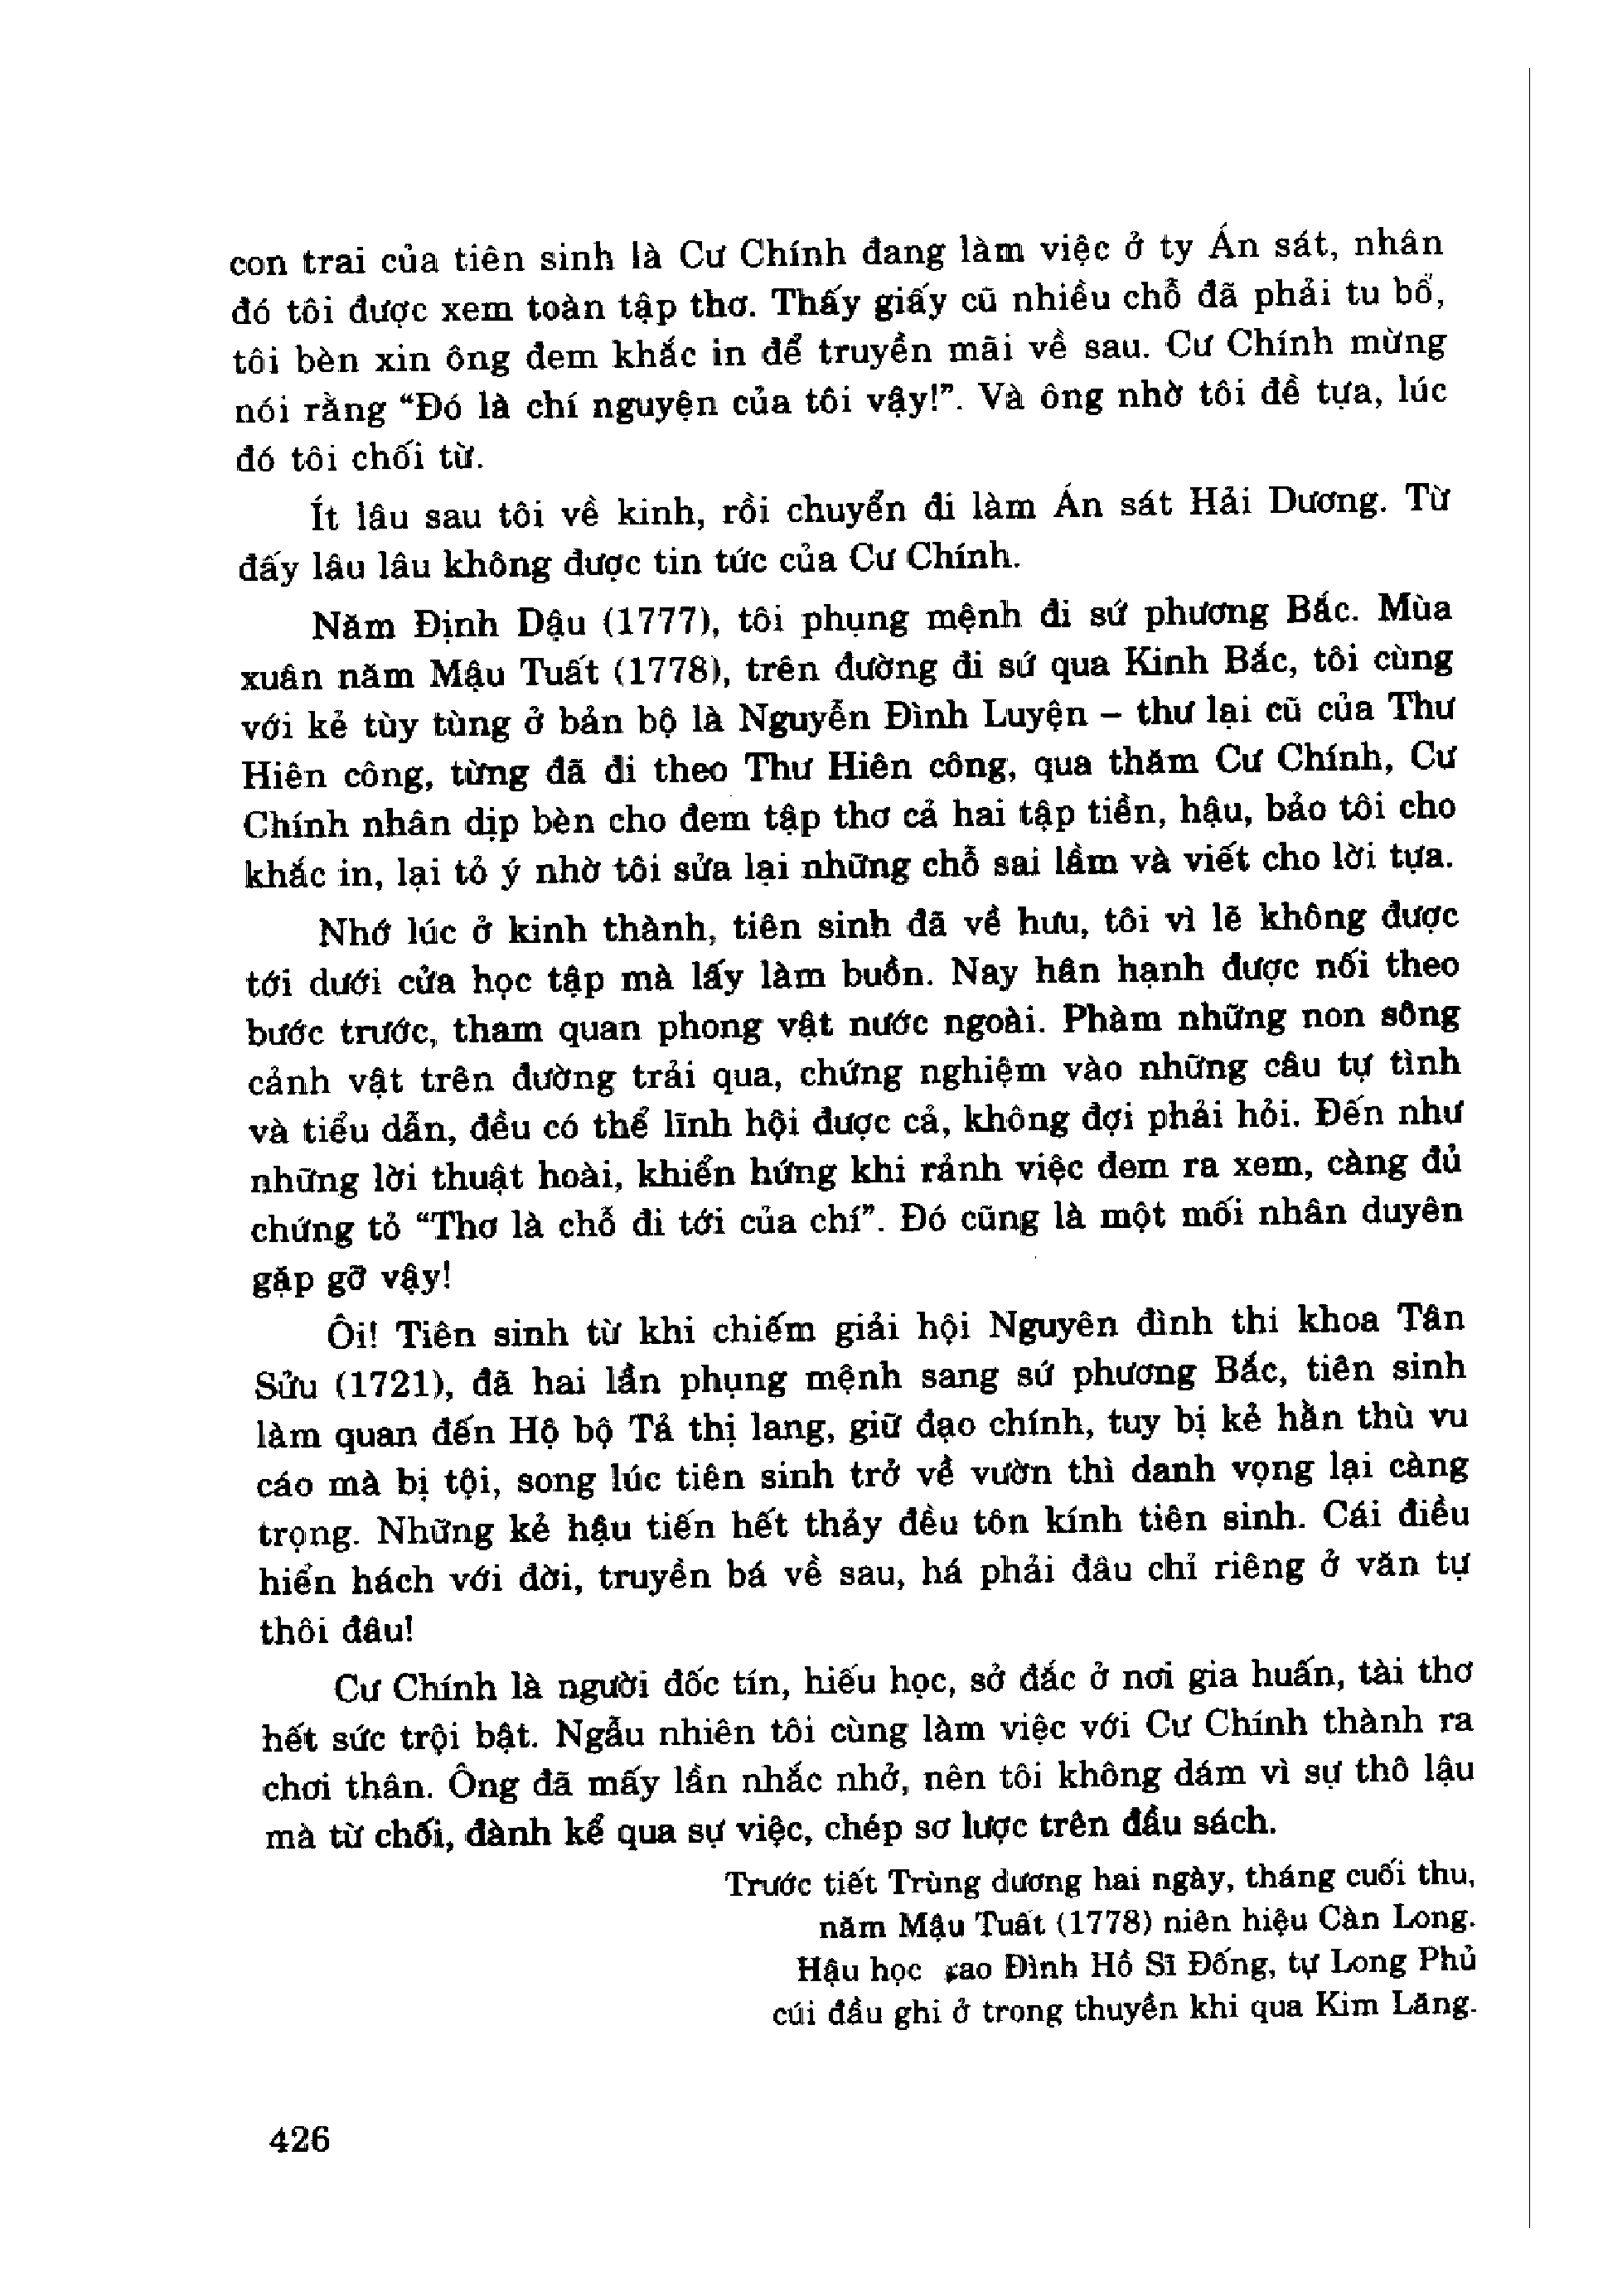 con trai của tiên sinh là Cư Chính đang làm việc ở ty Án sát, nhân
đó tôi được xem toàn tập thơ. Thấy giấy cũ nhiều chỗ đã phải tu bổ,
tôi bèn xin ông đem khắc in để truyền mãi về sau. Cư Chính mừng
nói rằng “Đó là chí nguyện của tôi vậy!”. Và ông nhờ tôi đề tựa, lúc
đó tôi chối từ.
Ít lâu sau tôi về kinh, rồi chuyển đi làm Án sát Hải Dương. Từ
đấy lâu lâu không được tin tức của Cư Chính.
Năm Định Dậu (1777), tôi phụng mệnh đi sứ phương Bắc. Mùa
xuân năm Mậu Tuất (1778), trên đường đi sứ qua Kinh Bắc, tôi cùng
với kẻ tùy tùng ở bản bộ là Nguyễn Đình Luyện – thư lại cũ của Thư
Hiên công, từng đã đi theo Thư Hiên công, qua thăm Cư Chính, Cư
Chính nhân dịp bèn cho đem tập thơ cả hai tập tiền, hậu, bảo tôi cho
khắc in, lại tỏ ý nhờ tôi sửa lại những chỗ sai lầm và viết cho lời tựa.
Nhớ lúc ở kinh thành, tiên sinh đã về hưu, tôi vì lẽ không được
tới dưới cửa học tập mà lấy làm buồn. Nay hân hạnh được nối theo
bước trước, tham quan phong vật nước ngoài. Phàm những non sông
cảnh vật trên đường trải qua, chứng nghiệm vào những câu tự tình
và tiểu dẫn, đều có thể lĩnh hội được cả, không đợi phải hỏi. Đến như
những lời thuật hoài, khiển hứng khi rảnh việc đem ra xem, càng đủ
chứng tỏ “Thơ là chỗ đi tới của chí”. Đó cũng là một mối nhân duyên
gặp gỡ vậy!
Ôi! Tiên sinh từ khi chiếm giải hội Nguyên đình thi khoa Tân
Sửu (1721), đã hai lần phụng mệnh sang sứ phương Bắc, tiên sinh
làm quan đến Hộ bộ Tả thị lang, giữ đạo chính, tuy bị kẻ hằn thù vu
cáo mà bị tội, song lúc tiên sinh trở về vườn thì danh vọng lại càng
trọng. Những kẻ hậu tiến hết thảy đều tôn kính tiên sinh. Cái điều
hiển hách với đời, truyền bá về sau, há phải đâu chỉ riêng ở văn tự
thôi đâu!
Cư Chính là người đốc tín, hiếu học, sở đắc ở nơi gia huấn, tài thơ
hết sức trội bật. Ngẫu nhiên tôi cùng làm việc với Cư Chính thành ra
chơi thân. Ông đã mấy lần nhắc nhở, nên tôi không dám vì sự thô lậu
mà từ chối, đành kể qua sự việc, chép sơ lược trên đầu sách.
Trước tiết Trùng dương hai ngày, tháng cuối thu,
năm Mậu Tuất (1778) niên hiệu Càn Long.
Hậu học Đình Hồ Sĩ Đống, tự Long Phủ
cúi đầu ghi ở trong thuyền khi qua Kim Lăng.
426